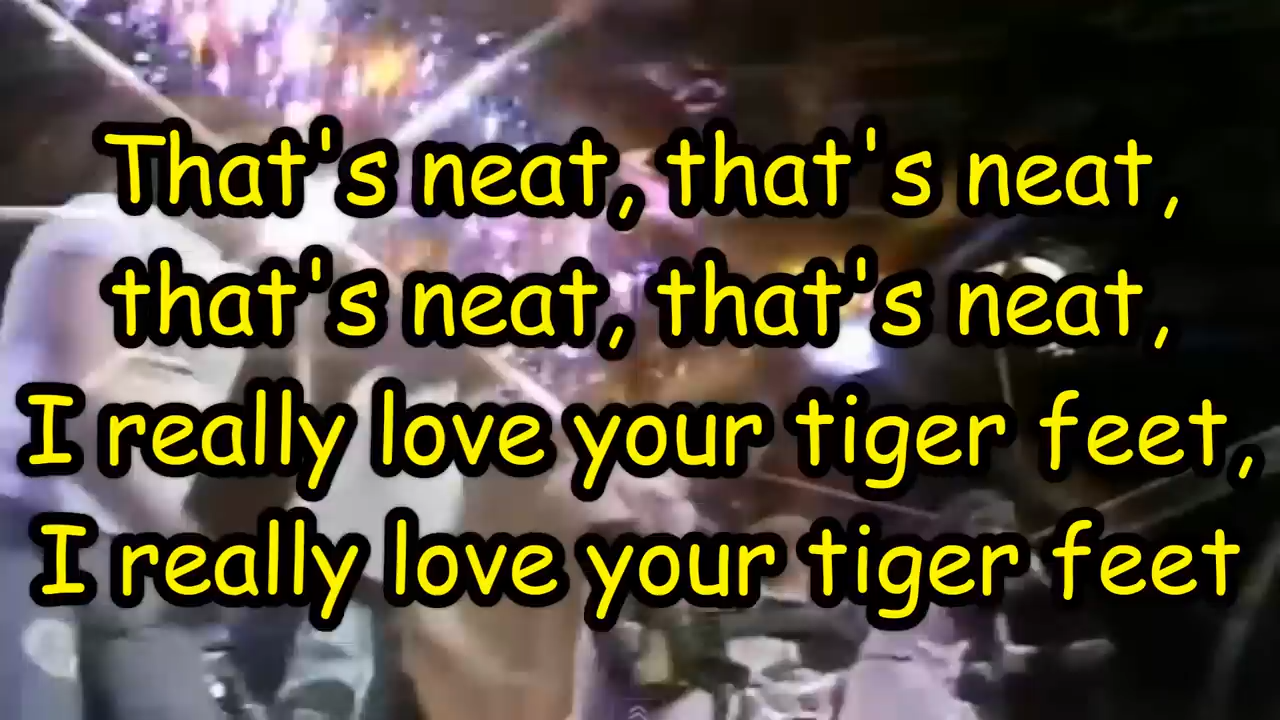 That's neat, that's neat,
that's neat, that's neat,
I really love your tiger feet,
I really love your tiger feet